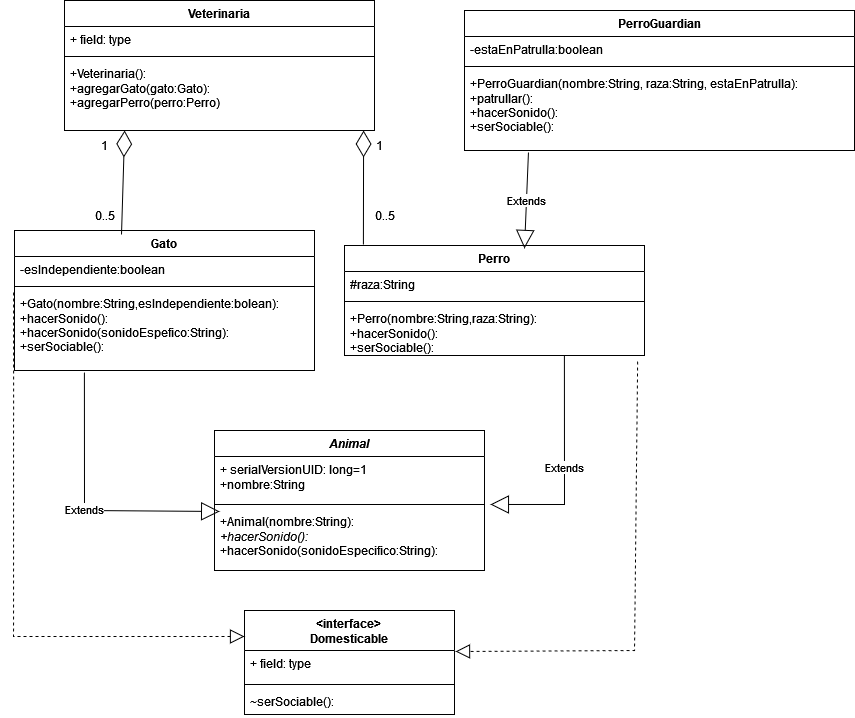 Veterinaria
+ field: type
+Veterinaria():
+agregarGato(gato:Gato):
+agregarPerro(perro:Perro)
PerroGuardian
-estaEnPatrulla:boolean
+PerroGuardian(nombre:String, raza:String, estaEnPatrulla):
+patrullar():
+hacerSonido():
+serSociable():
1
1
0..5
0..5
Extends
Gato
-esIndependiente:boolean
+Gato(nombre:String,esIndependiente:bolean):
+hacerSonido():
+hacerSonido(sonidoEspefico:String):
+serSociable():
Perro
#raza:String
+Perro(nombre:String,raza:String):
+hacerSonido():
+serSociable():
Extends
Extends
Animal
+ serialVersionUID: long=1
+nombre:String
+Animal(nombre:String):
+hacerSonido():
+hacerSonido(sonidoEspecifico:String):
<interface>
Domesticable
+ field: type
~serSociable():